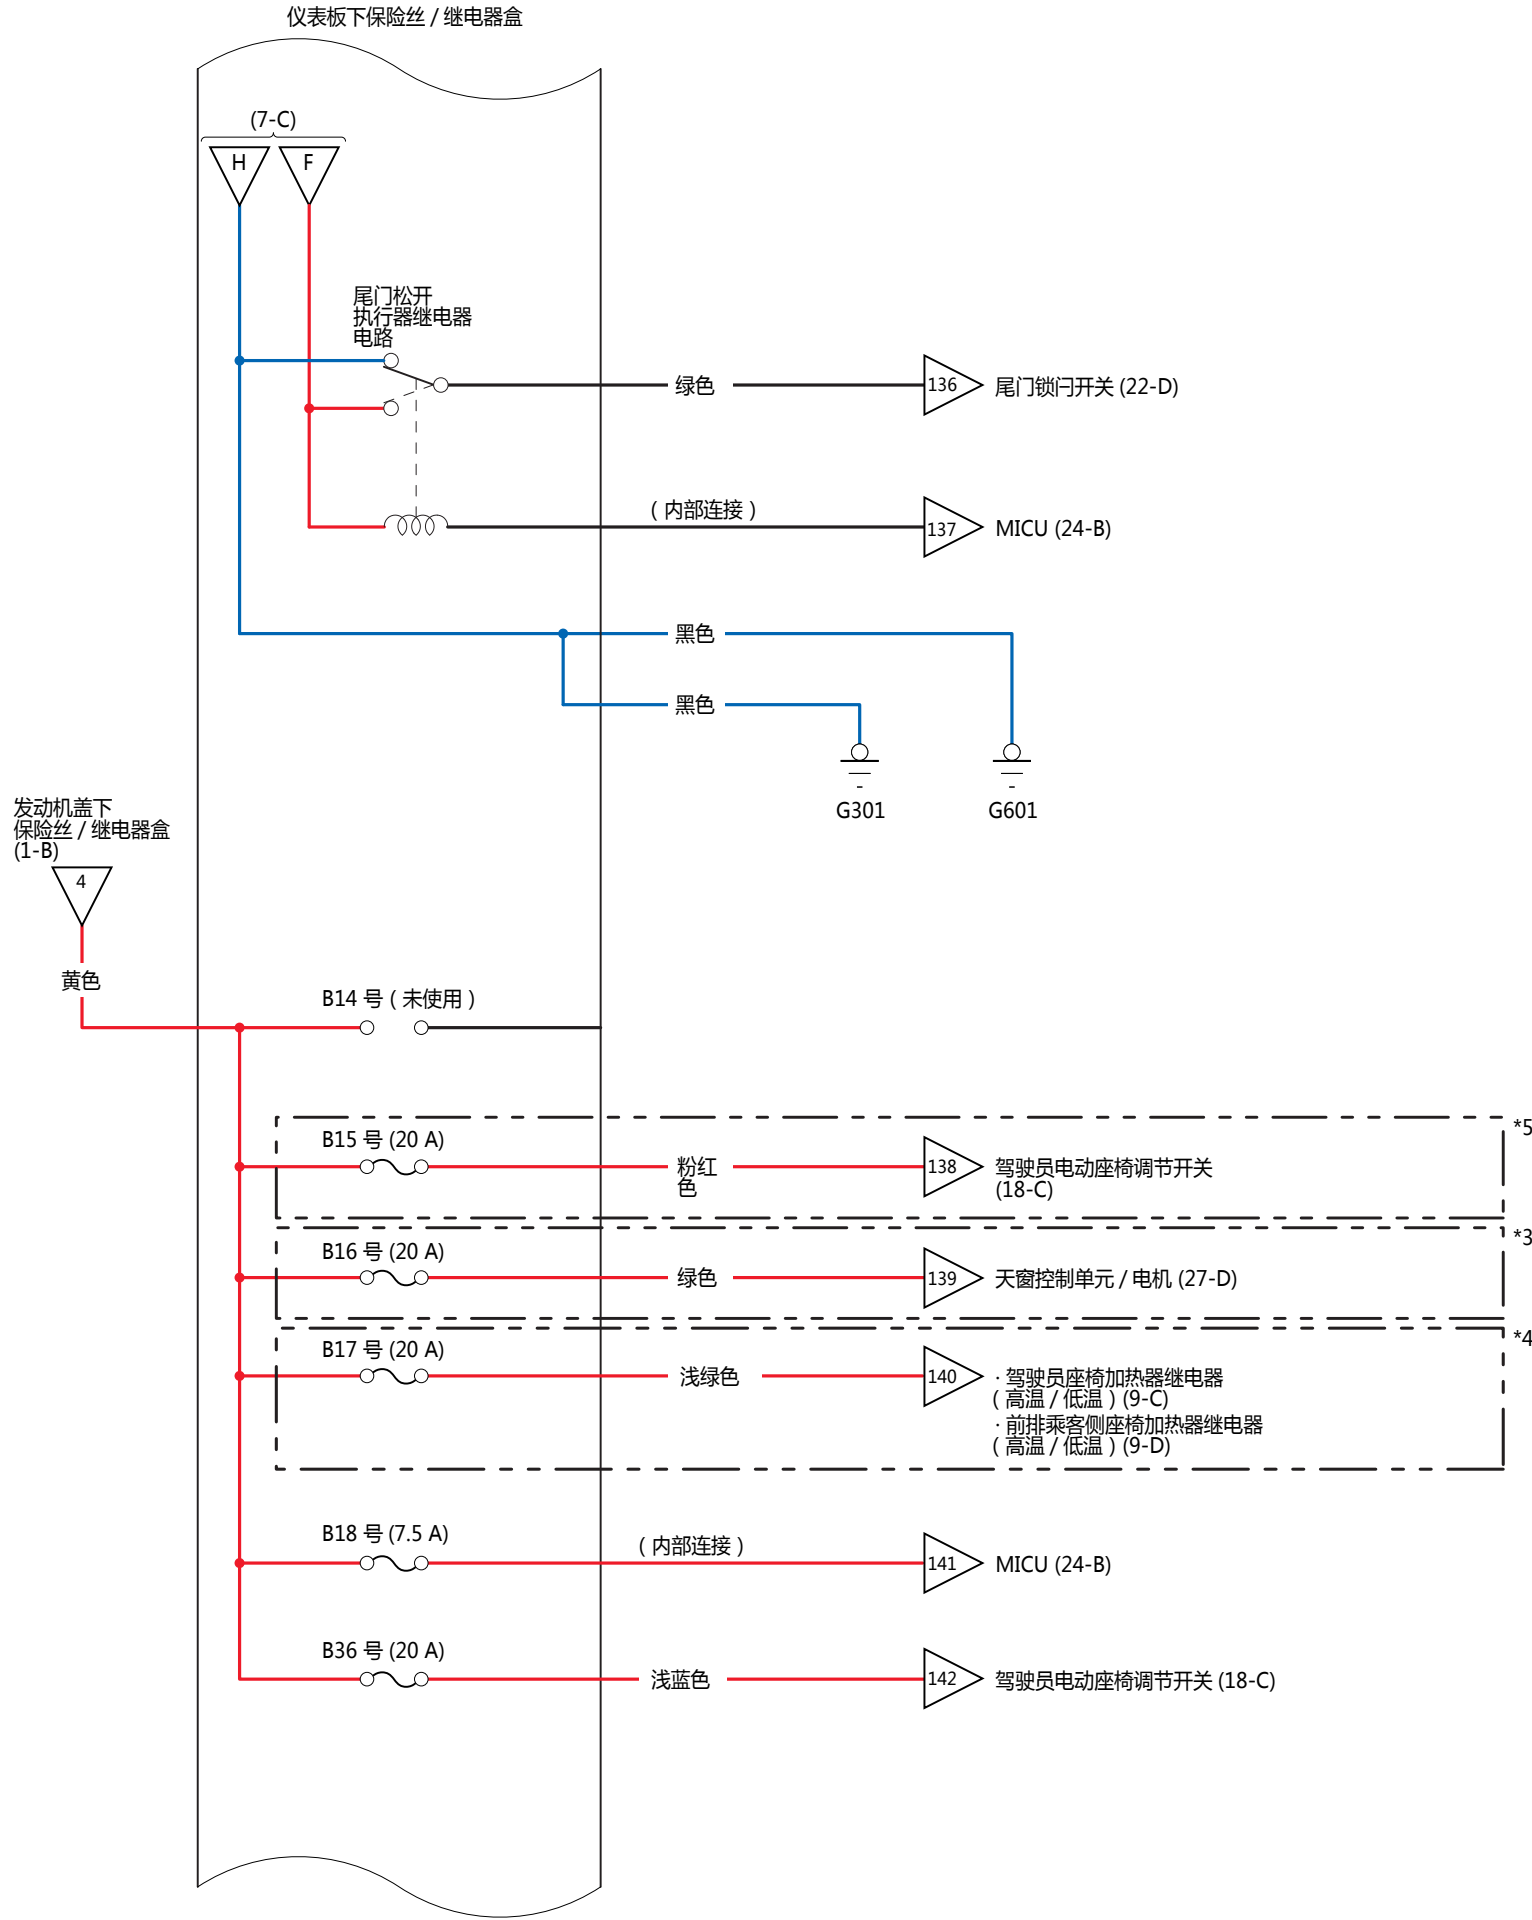 仪表板下保险丝 / 继电器盒
(7-C)
H F
尾门松开
执行器继电器
电路
绿色
136
尾门锁闩开关 (22-D)
( 内部连接 )
137
MICU (24-B)
黑色
黑色
G301 G601
发动机盖下
保险丝 / 继电器盒
(1-B)
4
黄色
B14 号 ( 未使用 )
*5
B15 号 (20 A)
粉红
色
138
驾驶员电动座椅调节开关
(18-C)
*3
B16 号 (20 A)
绿色
139
天窗控制单元 / 电机 (27-D)
*4
B17 号 (20 A)
浅绿色
140
· 驾驶员座椅加热器继电器
( 高温 / 低温 ) (9-C)
· 前排乘客侧座椅加热器继电器
( 高温 / 低温 ) (9-D)
B18 号 (7.5 A)
( 内部连接 )
141
MICU (24-B)
B36 号 (20 A)
浅蓝色
142
驾驶员电动座椅调节开关 (18-C)